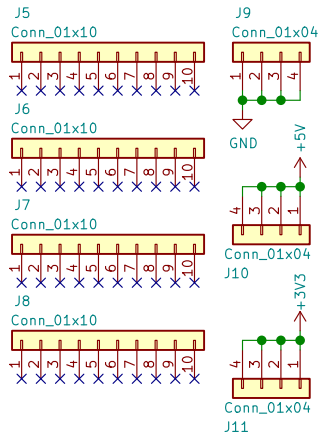 J5
Conn_01x10
1 2 3 4 5 6 7 8 9 10
J6
Conn_01x10
1 2 3 4 5 6 7 8 9 10
J7
Conn_01x10
1 2 3 4 5 6 7 8 9 10
J8
Conn_01x10
1 2 3 4 5 6 7 8 9 10
J9
Conn_01x04
1 2 3 4
GND
+5V
4 3 2 1
Conn_01x04
J10
+3V3
4 3 2 1
Conn_01x04
J11